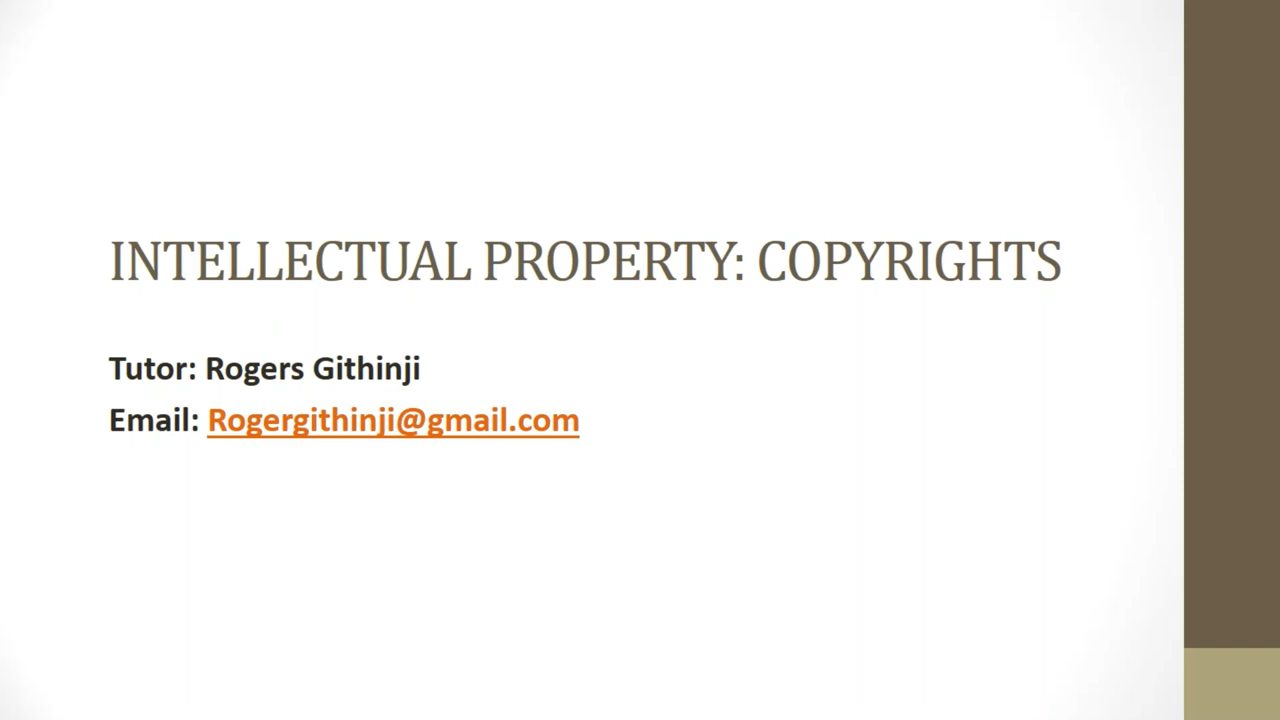 INTELLECTUAL PROPERTY: COPYRIGHTS
Tutor: Rogers Githinji
Email: Rogergithinji@gmail.com